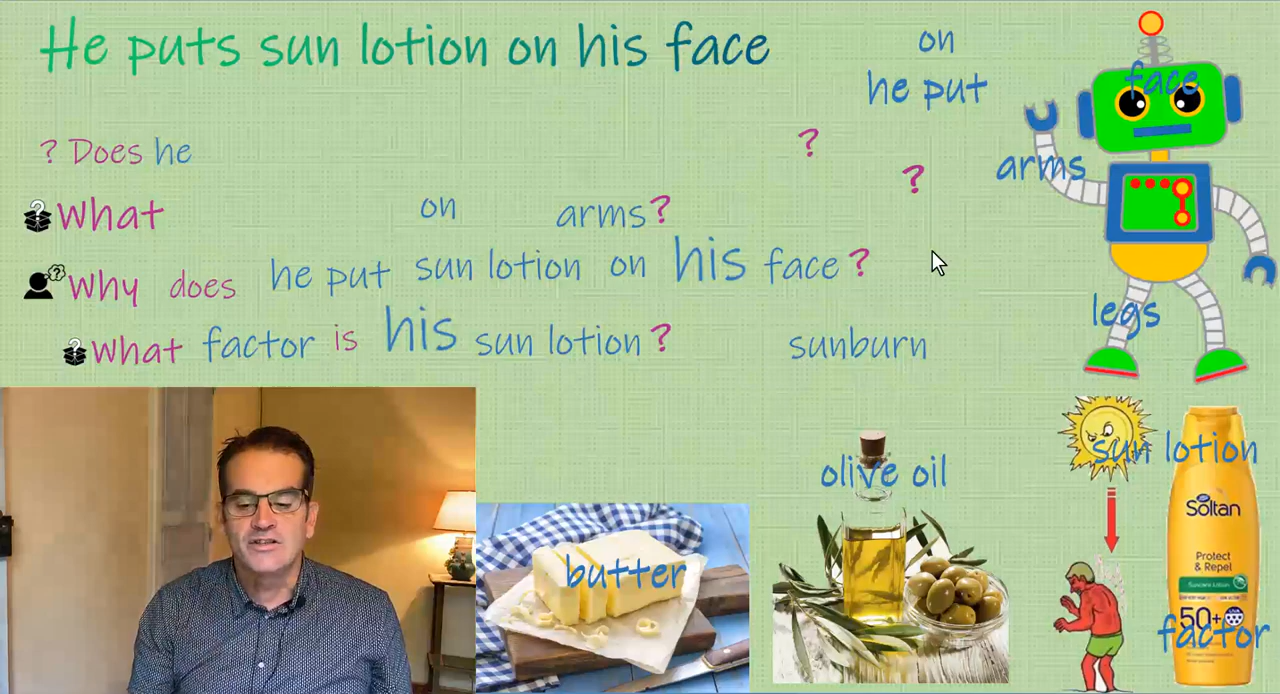 He puts sun lotion on his face
on
he put
face
? Does he
?
arms
?
What on arms?
Why does he put sun lotion on his face?
legs
What factor is his sun lotion?
sunburn
sun lotion
olive oil
Soltan
butter
Protect
& Repel
50+
factor